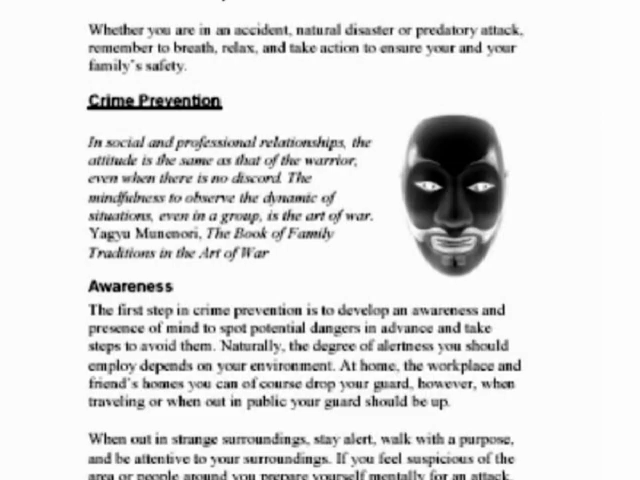 Whether you are in an accident, natural disaster or predatory attack,
remember to breath, relax, and take action to ensure your and your
family's safety.
Crime Prevention
In social and professional relationships, the
attitude is the same as that of the warrior,
even when there is no discord. The
mindfulness to observe the dynamic of
situations, even in a group, is the art of war.
Yagyu Munenori, The Book of Family
Traditions in the Art of War
Awareness
The first step in crime prevention is to develop an awareness and
presence of mind to spot potential dangers in advance and take
steps to avoid them. Naturally, the degree of alertness you should
employ depends on your environment. At home, the workplace and
friend's homes you can of course drop your guard, however, when
traveling or when out in public your guard should be up.
When out in strange surroundings, stay alert, walk with a purpose,
and be attentive to your surroundings. If you feel suspicious of the
area or people around you prepare yourself mentally for an attack.